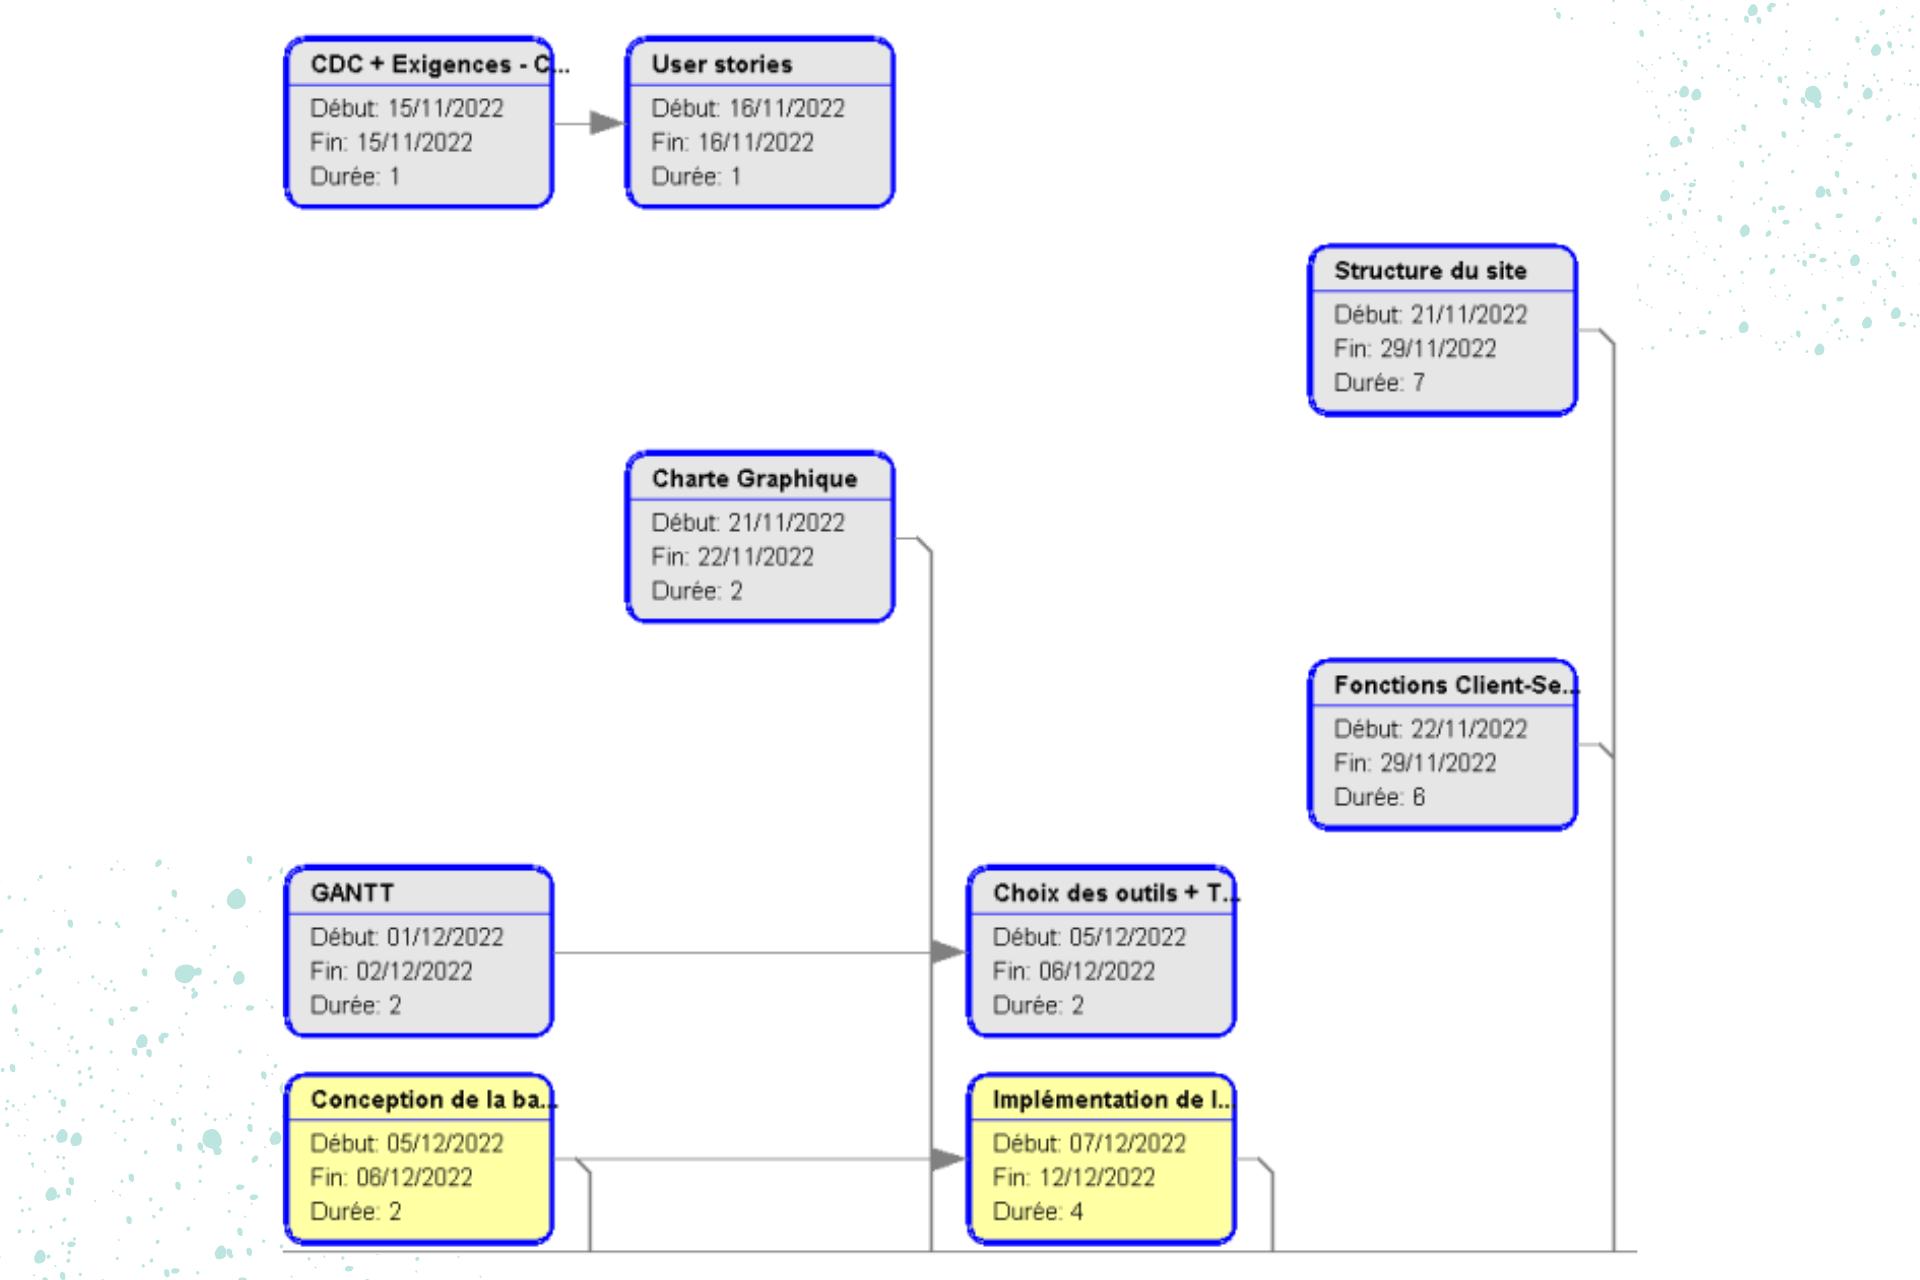 CDC + Exigences - C...
Début: 15/11/2022
Fin: 15/11/2022
Durée: 1
User stories
Début: 16/11/2022
Fin: 16/11/2022
Durée: 1
Structure du site
Début: 21/11/2022
Fin: 29/11/2022
Durée: 7
Charte Graphique
Début: 21/11/2022
Fin: 22/11/2022
Durée: 2
Fonctions Client-Se...
Début: 22/11/2022
Fin: 29/11/2022
Durée: 6
GANTT
Début: 01/12/2022
Fin: 02/12/2022
Durée: 2
Choix des outils + T...
Début: 05/12/2022
Fin: 06/12/2022
Durée: 2
Conception de la ba...
Début: 05/12/2022
Fin: 06/12/2022
Durée: 2
Implémentation de l...
Début: 07/12/2022
Fin: 12/12/2022
Durée: 4